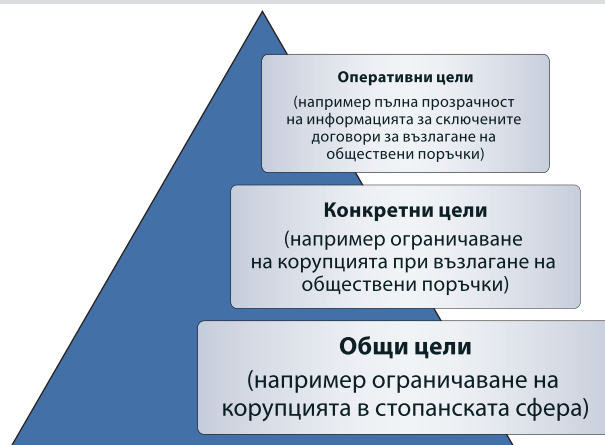 Оперативни цели
(например пълна прозрачност
на информацията за сключените
договори за възлагане на
обществени поръчки)
Конкретни цели
(например ограничаване
на корупцията при възлагане на
обществени поръчки)
Общи цели
(например ограничаване на
корупцията в стопанската сфера)